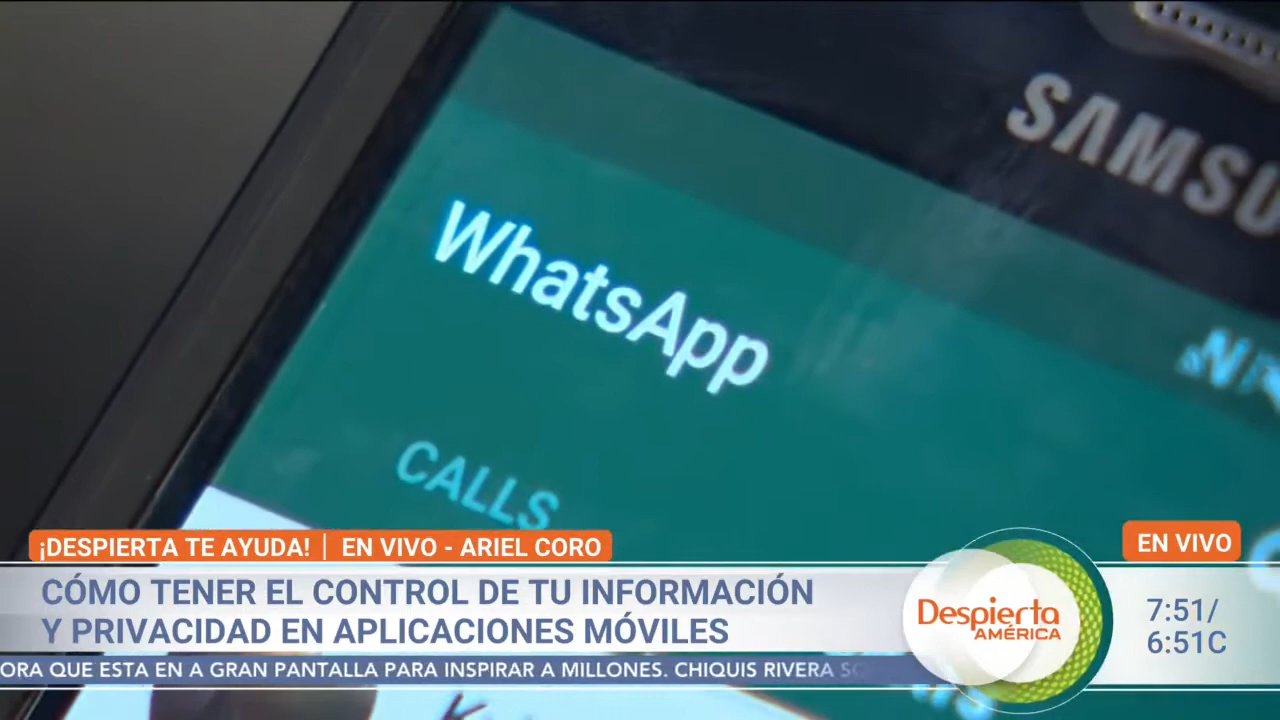 SAMSU
WhatsApp
CALLS
¡DESPIERTA TE AYUDA! | EN VIVO - ARIEL CORO
EN VIVO
CÓMO TENER EL CONTROL DE TU INFORMACIÓN
Y PRIVACIDAD EN APLICACIONES MÓVILES
Despierta
AMÉRICA
7:51/
6:51C
ORA QUE ESTA EN A GRAN PANTALLA PARA INSPIRAR A MILLONES. CHIQUIS RIVERA